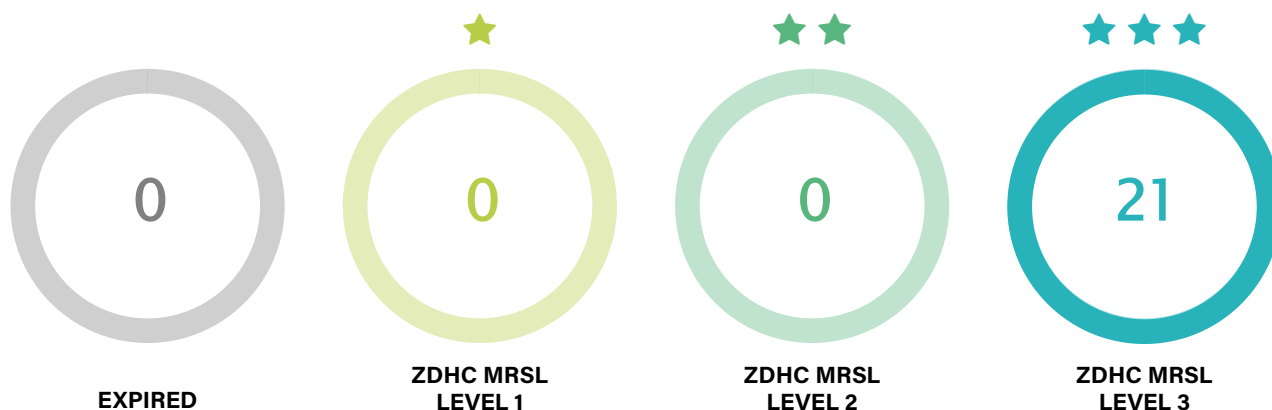 0
0
0
21
EXPIRED
ZDHC MRSL
LEVEL 1
ZDHC MRSL
LEVEL 2
ZDHC MRSL
LEVEL 3